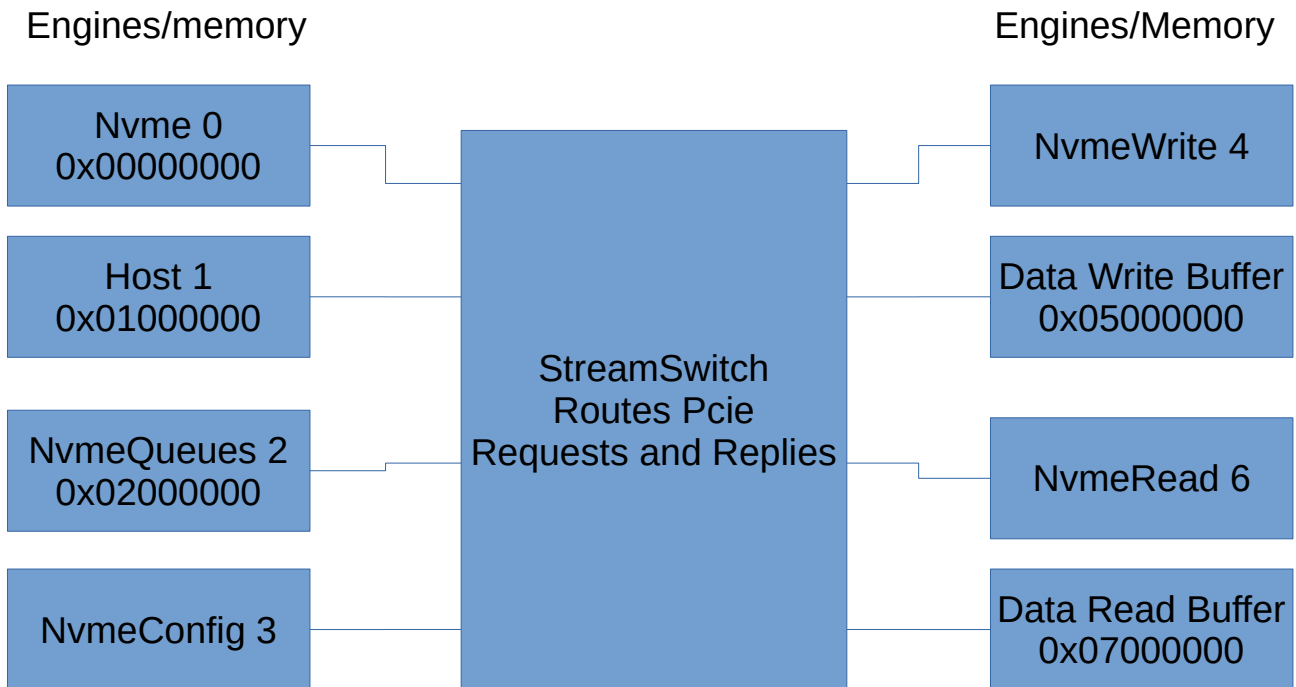 Engines/memory
Engines/Memory
Nvme 0
0x00000000
Host 1
0x01000000
NvmeQueues 2
0x02000000
NvmeConfig 3
StreamSwitch
Routes Pcie
Requests and Replies
NvmeWrite 4
Data Write Buffer
0x05000000
NvmeRead 6
Data Read Buffer
0x07000000